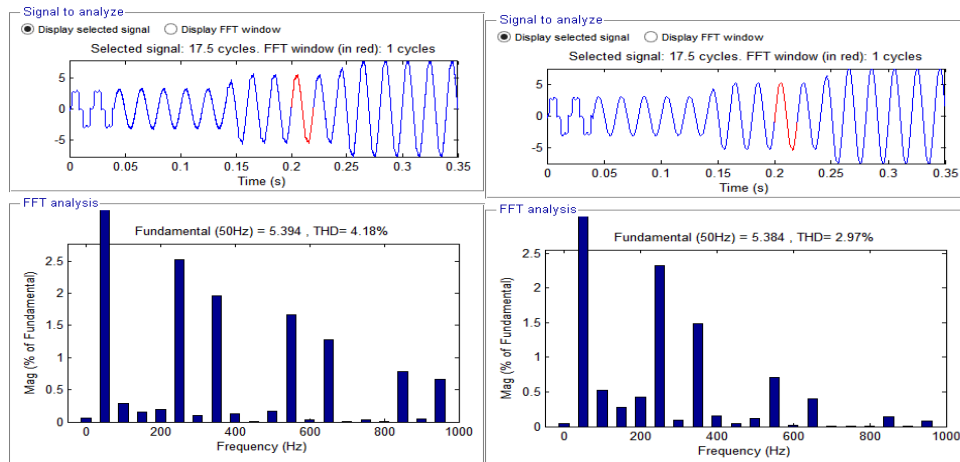 Signal to analyze
Display selected signal Display FFT window
Selected signal: 17.5 cycles. FFT window (in red): 1 cycles
5
0
-5
0 0.05 0.1 0.15 0.2 0.25 0.3 0.35
Time (s)
FFT analysis
Fundamental (50Hz) = 5.394 , THD= 4.18%
Mag (% of Fundamental)
2.5
2
1.5
1
0.5
0
0 200 400 600 800 1000
Frequency (Hz)
Signal to analyze
Display selected signal Display FFT window
Selected signal: 17.5 cycles. FFT window (in red): 1 cycles
5
0
-5
0 0.05 0.1 0.15 0.2 0.25 0.3 0.35
Time (s)
FFT analysis
Fundamental (50Hz) = 5.384 , THD= 2.97%
Mag (% of Fundamental)
2.5
2
1.5
1
0.5
0
0 200 400 600 800 1000
Frequency (Hz)